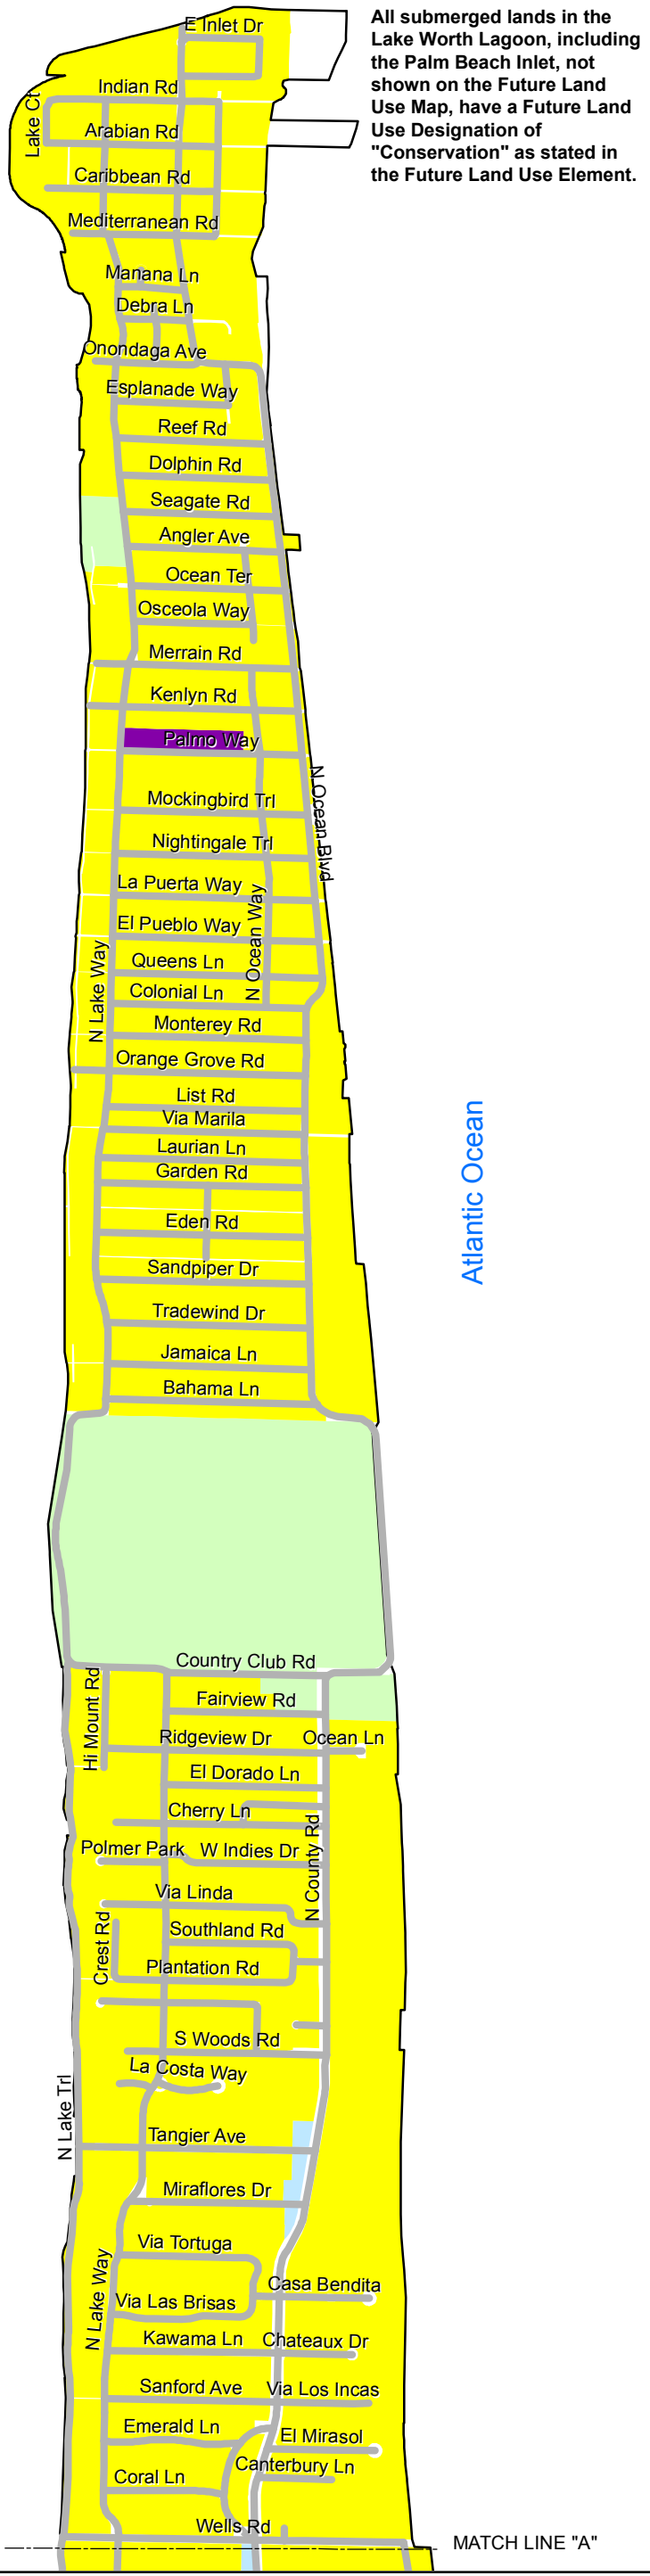 All submerged lands in the
Lake Worth Lagoon, including
the Palm Beach Inlet, not
shown on the Future Land
Use Map, have a Future Land
Use Designation of
"Conservation" as stated in
the Future Land Use Element.
E Inlet Dr
Indian Rd
Lake Ct
Arabian Rd
Caribbean Rd
Mediterranean Rd
Manana Ln
Debra Ln
Onondaga Ave
Esplanade Way
Reef Rd
Dolphin Rd
Seagate Rd
Angler Ave
Ocean Ter
Osceola Way
Merrain Rd
Kenlyn Rd
Palmo Way
N Ocean Blvd
Mockingbird Trl
Nightingale Trl
La Puerta Way
El Pueblo Way
N Ocean Way
N Lake Way
Queens Ln
Colonial Ln
Monterey Rd
Orange Grove Rd
List Rd
Via Marila
Laurian Ln
Garden Rd
Eden Rd
Atlantic Ocean
Sandpiper Dr
Tradewind Dr
Jamaica Ln
Bahama Ln
Country Club Rd
Hi Mount Rd
Fairview Rd
Ridgeview Dr
Ocean Ln
El Dorado Ln
Cherry Ln
N County Rd
Polmer Park
W Indies Dr
Via Linda
Crest Rd
Southland Rd
Plantation Rd
S Woods Rd
La Costa Way
N Lake Trl
Tangier Ave
Miraflores Dr
Via Tortuga
N Lake Way
Casa Bendita
Via Las Brisas
Kawama Ln
Chateaux Dr
Sanford Ave
Via Los Incas
Emerald Ln
El Mirasol
Canterbury Ln
Coral Ln
Wells Rd
MATCH LINE "A"